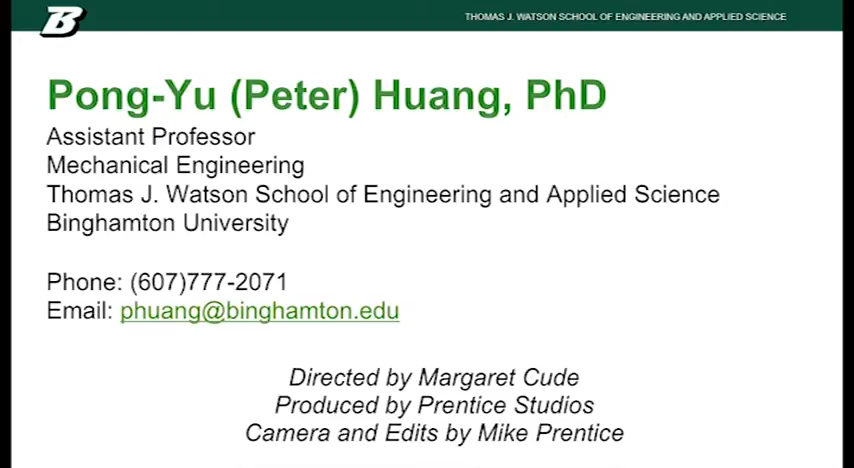 B
THOMAS J. WATSON SCHOOL OF ENGINEERING AND APPLIED SCIENCE
Pong-Yu (Peter) Huang, PhD
Assistant Professor
Mechanical Engineering
Thomas J. Watson School of Engineering and Applied Science
Binghamton University
Phone: (607)777-2071
Email: phuang@binghamton.edu
Directed by Margaret Cude
Produced by Prentice Studios
Camera and Edits by Mike Prentice